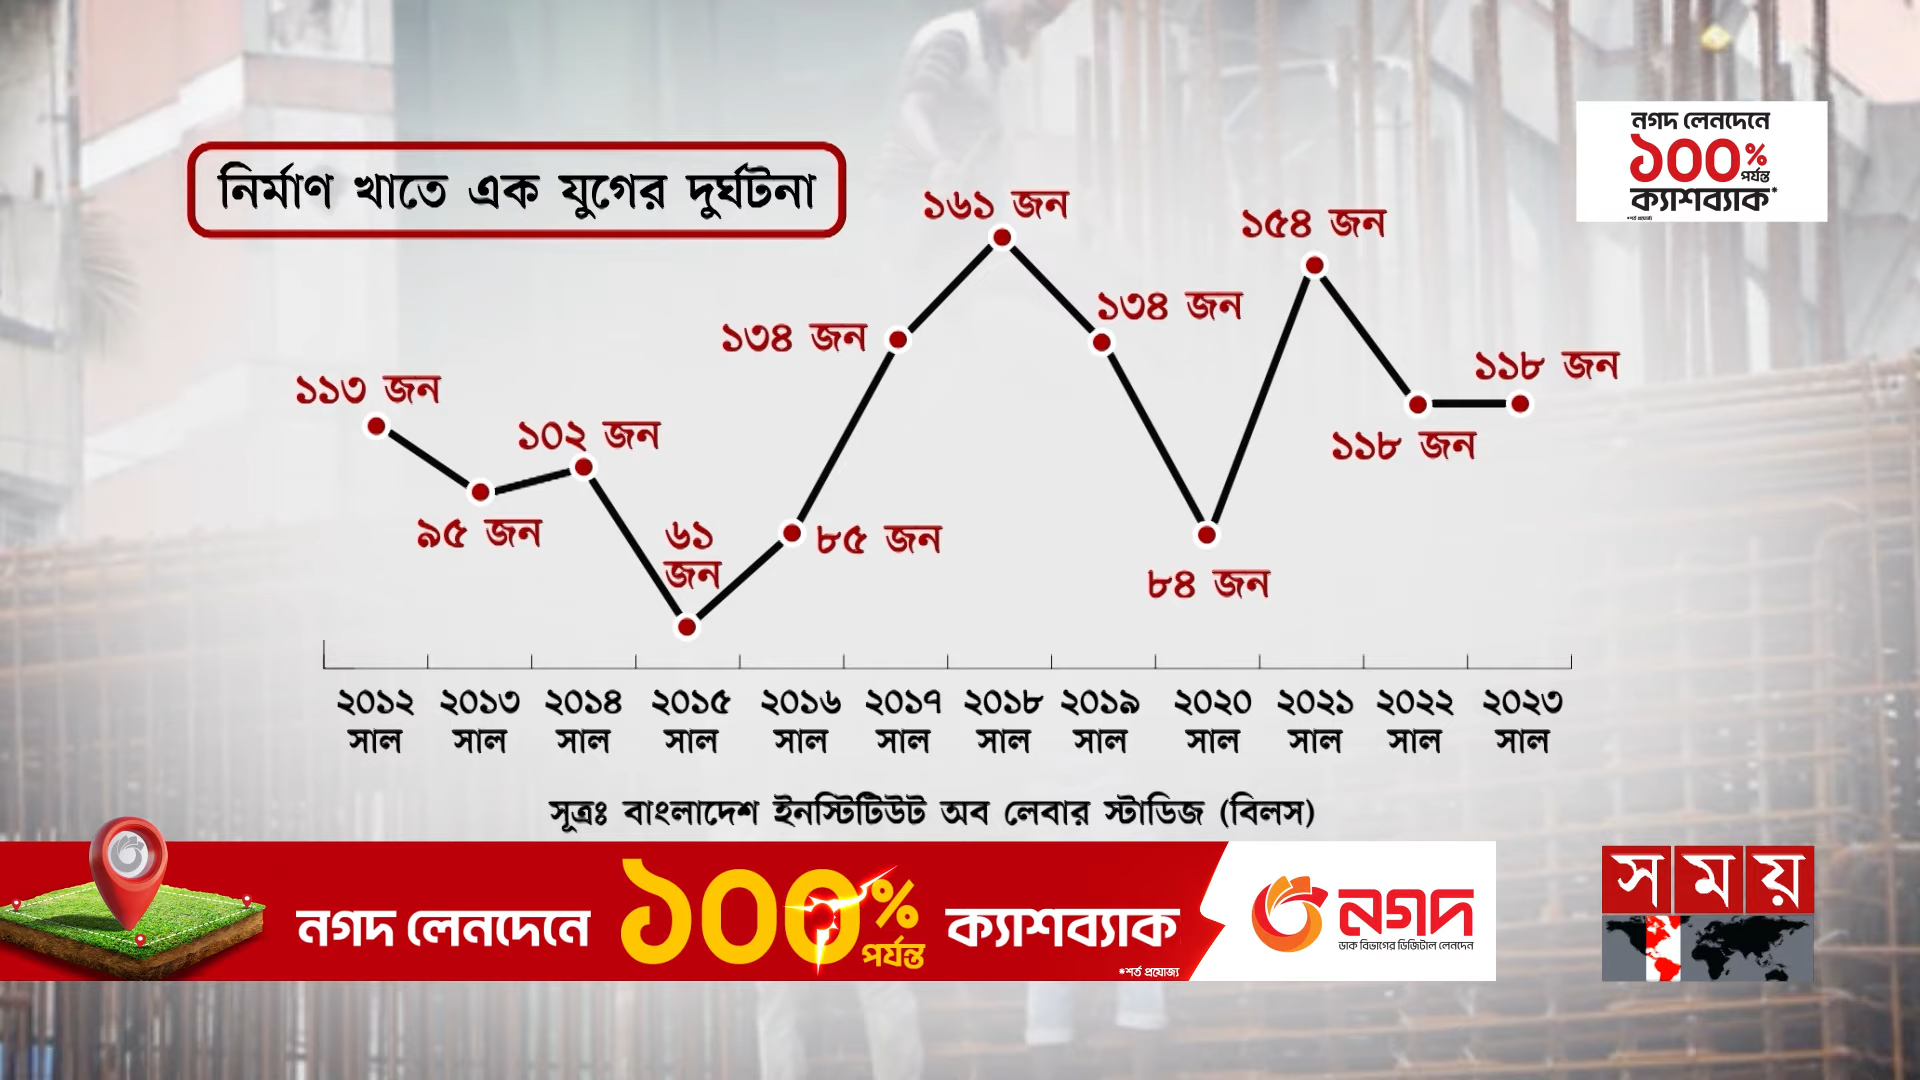 নির্মাণ খাতে এক যুগের দুর্ঘটনা
নগদ লেনদেনে
১০০%
পর্যন্ত
ক্যাশব্যাক*
*শর্ত প্রযোজ্য
১১৩ জন
৯৫ জন
১০২ জন
৬১
জন
৮৫ জন
১৩৪ জন
১৬১ জন
১৩৪ জন
৮৪ জন
১৫৪ জন
১১৮ জন
১১৮ জন
২০১২ ২০১৩ ২০১৪ ২০১৫ ২০১৬ ২০১৭ ২০১৮ ২০১৯ ২০২০ ২০২১ ২০২২ ২০২৩
সাল সাল সাল সাল সাল সাল সাল সাল সাল সাল সাল সাল
সূত্রঃ বাংলাদেশ ইনস্টিটিউট অব লেবার স্টাডিজ (বিলস)
নগদ লেনদেনে ১০০% পর্যন্ত ক্যাশব্যাক
*শর্ত প্রযোজ্য
নগদ
ডাক বিভাগের ডিজিটাল লেনদেন
সময়